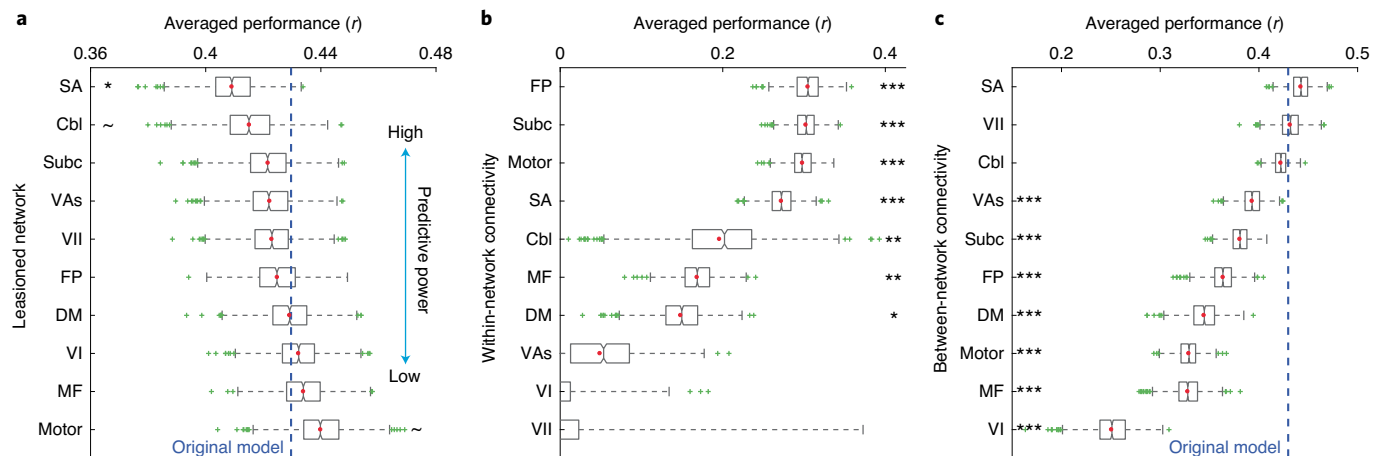 a
Averaged performance (r)
0.36 0.4 0.44 0.48
Leasioned network
SA *
Cbl ~
Subc
VAs
VII
FP
DM
VI
MF
Motor ~
High
Predictive power
Low
Original model
b
Averaged performance (r)
0 0.2 0.4
Within-network connectivity
FP ***
Subc ***
Motor ***
SA ***
Cbl **
MF **
DM *
VAs
VI
VII
c
Averaged performance (r)
0.2 0.3 0.4 0.5
Between-network connectivity
SA
VII
Cbl
VAs ***
Subc ***
FP ***
DM ***
Motor ***
MF ***
VI ***
Original model